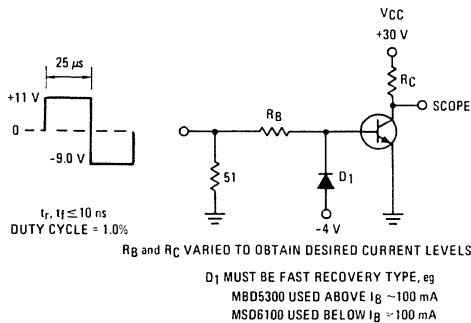 VCC
+30 V
25 µs
RC
+11 V
SCOPE
RB
0
-9.0 V
51
D1
-4 V
tr, tf ≤ 10 ns
DUTY CYCLE = 1.0%
RB and RC VARIED TO OBTAIN DESIRED CURRENT LEVELS
D1 MUST BE FAST RECOVERY TYPE, eg
MBD5300 USED ABOVE IB ~100 mA
MSD6100 USED BELOW IB ~100 mA